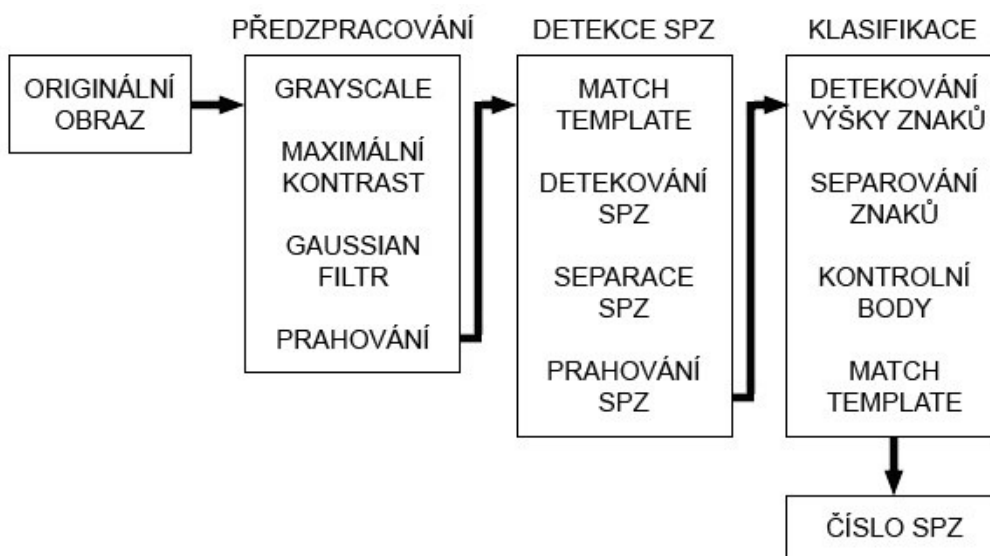 PŘEDZPRACOVÁNÍ
DETEKCE SPZ
KLASIFIKACE
ORIGINÁLNÍ
OBRAZ
GRAYSCALE
MAXIMÁLNÍ
KONTRAST
GAUSSIAN
FILTR
PRAHOVÁNÍ
MATCH
TEMPLATE
DETEKOVÁNÍ
SPZ
SEPARACE
SPZ
PRAHOVÁNÍ
SPZ
DETEKOVÁNÍ
VÝŠKY ZNAKŮ
SEPAROVÁNÍ
ZNAKŮ
KONTROLNÍ
BODY
MATCH
TEMPLATE
ČÍSLO SPZ